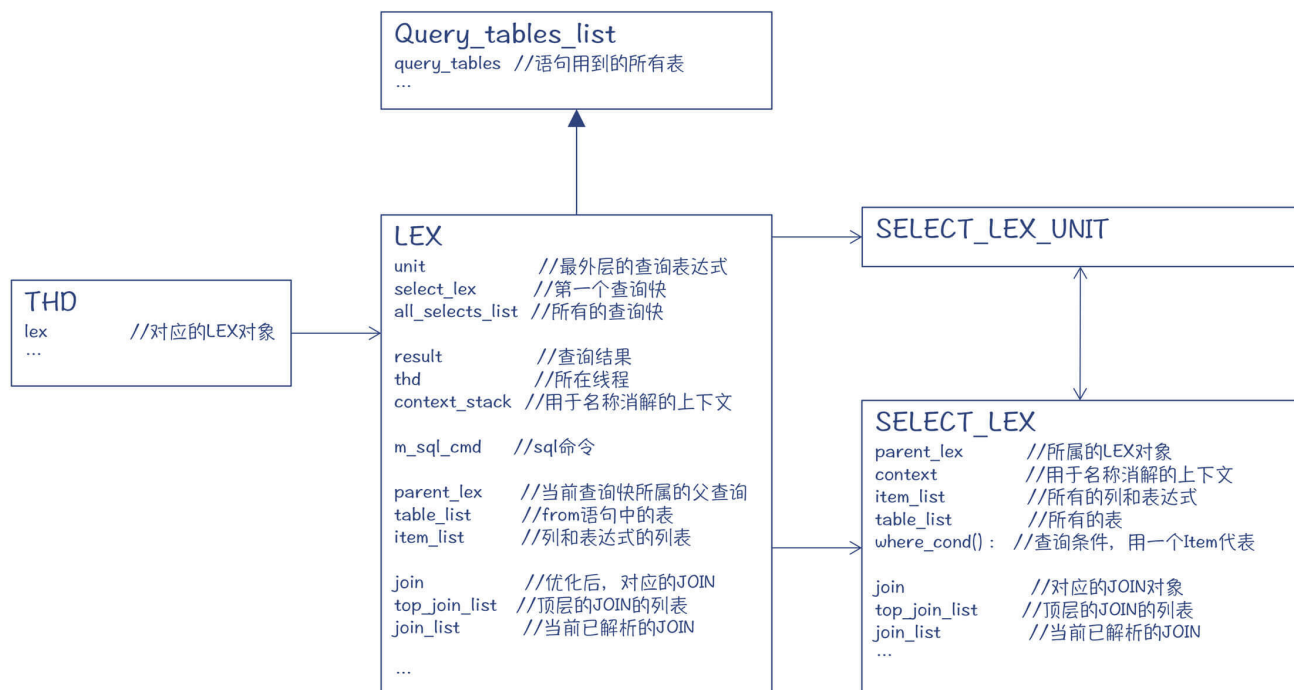 Query_tables_list
query_tables //语句用到的所有表
...
THD
lex //对应的LEX对象
...
LEX
unit //最外层的查询表达式
select_lex //第一个查询快
all_selects_list //所有的查询快
result //查询结果
thd //所在线程
context_stack //用于名称消解的上下文
m_sql_cmd //sql命令
parent_lex //当前查询快所属的父查询
table_list //from语句中的表
item_list //列和表达式的列表
join //优化后，对应的JOIN
top_join_list //顶层的JOIN的列表
join_list //当前已解析的JOIN
...
SELECT_LEX_UNIT
SELECT_LEX
parent_lex //所属的LEX对象
context //用于名称消解的上下文
item_list //所有的列和表达式
table_list //所有的表
where_cond()： //查询条件，用一个Item代表
join //对应的JOIN对象
top_join_list //顶层的JOIN的列表
join_list //当前已解析的JOIN
...